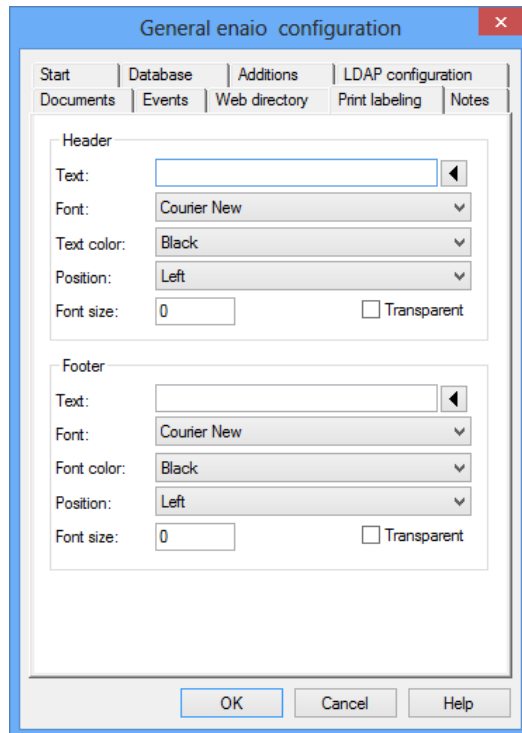 General enaio configuration
Start Database Additions LDAP configuration
Documents Events Web directory Print labeling Notes
Header
Text:
Font: Courier New
Text color: Black
Position: Left
Font size: 0 Transparent
Footer
Text:
Font: Courier New
Font color: Black
Position: Left
Font size: 0 Transparent
OK Cancel Help